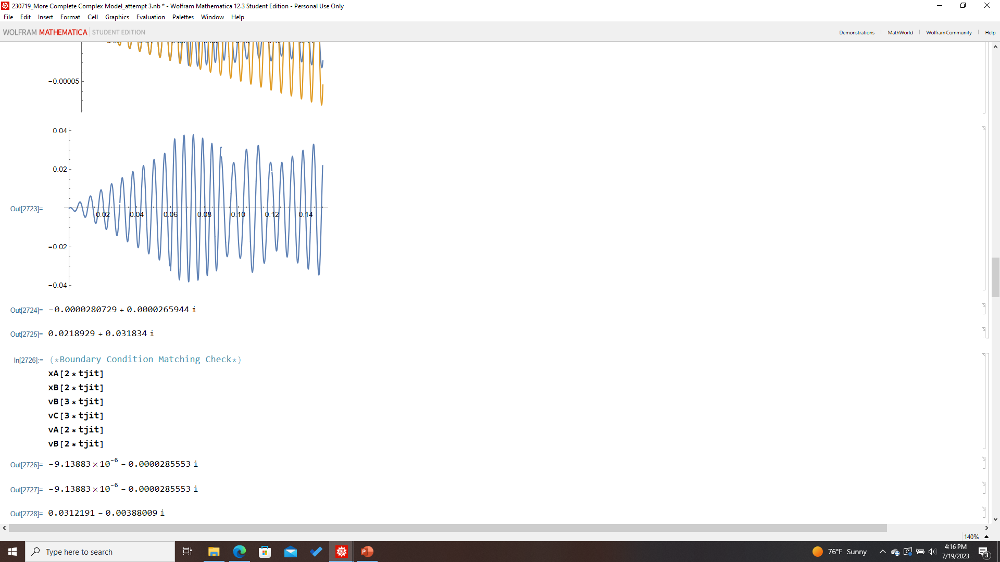 230719_More Complete Complex Model_attempt 3.nb * - Wolfram Mathematica 12.3 Student Edition - Personal Use Only
File Edit Insert Format Cell Graphics Evaluation Palettes Window Help
WOLFRAM MATHEMATICA STUDENT EDITION
Demonstrations MathWorld Wolfram Community Help
-0.00005
0.04
0.02
Out[2723]=
0.02 0.04 0.06 0.08 0.10 0.12 0.14
-0.02
-0.04
Out[2724]= -0.0000280729 + 0.0000265944 i
Out[2725]= 0.0218929 + 0.031834 i
In[2726]:= (*Boundary Condition Matching Check*)
xA[2*tjit]
xB[2*tjit]
vB[3*tjit]
vC[3*tjit]
vA[2*tjit]
vB[2*tjit]
Out[2726]= -9.13883×10^-6 - 0.0000285553 i
Out[2727]= -9.13883×10^-6 - 0.0000285553 i
Out[2728]= 0.0312191 - 0.00388009 i
140%
Type here to search
76°F Sunny
4:16 PM
7/19/2023
3